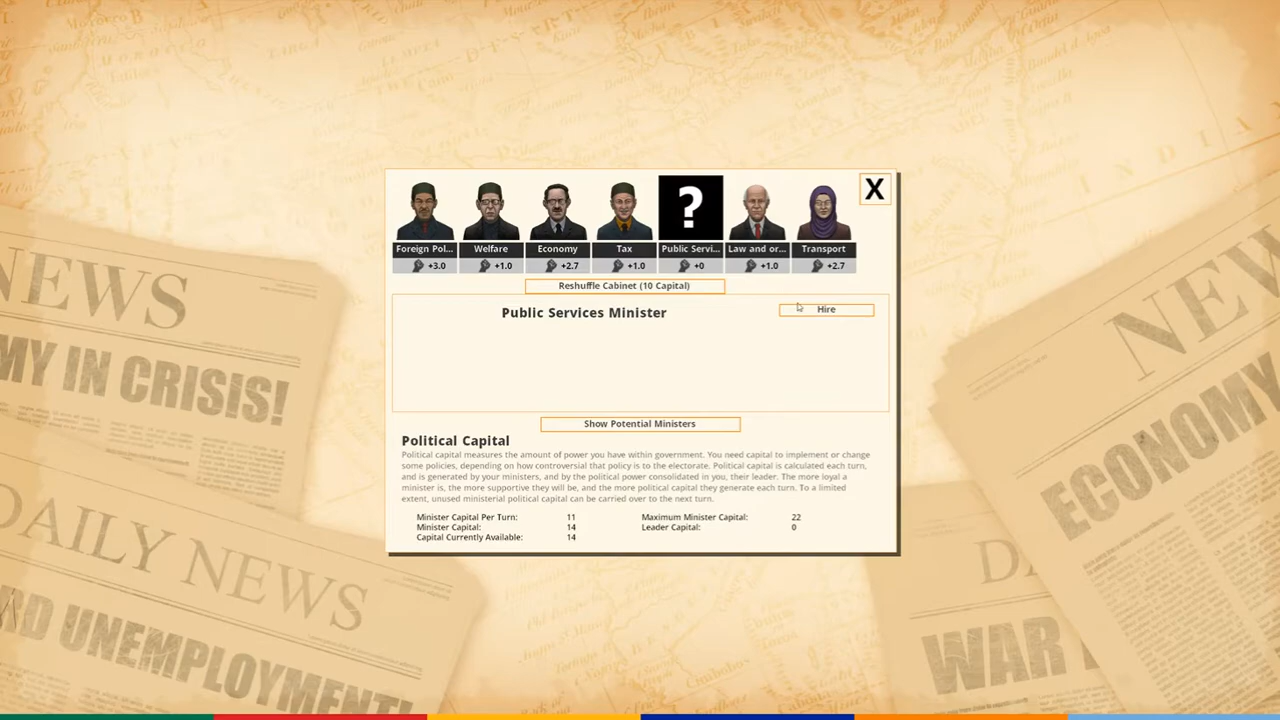 ?
X
Foreign Pol...
Welfare
Economy
Tax
Public Servi...
Law and or...
Transport
+3.0
+1.0
+2.7
+1.0
+0
+1.0
+2.7
Reshuffle Cabinet (10 Capital)
Public Services Minister
Hire
Show Potential Ministers
Political Capital
Political capital measures the amount of power you have within government. You need capital to implement or change
some policies, depending on how controversial that policy is to the electorate. Political capital is calculated each turn,
and is generated by your ministers, and by the political power consolidated in you, their leader. The more loyal a
minister is, the more supportive they will be, and the more political capital they generate each turn. To a limited
extent, unused ministerial political capital can be carried over to the next turn.
Minister Capital Per Turn: 11
Maximum Minister Capital: 22
Minister Capital: 14
Leader Capital: 0
Capital Currently Available: 14
NEWS
MY IN CRISIS!
DAILY NEWS
AD UNEMPLOYMENT!
NEW
ECONOMY
DA
WAR
INDIA